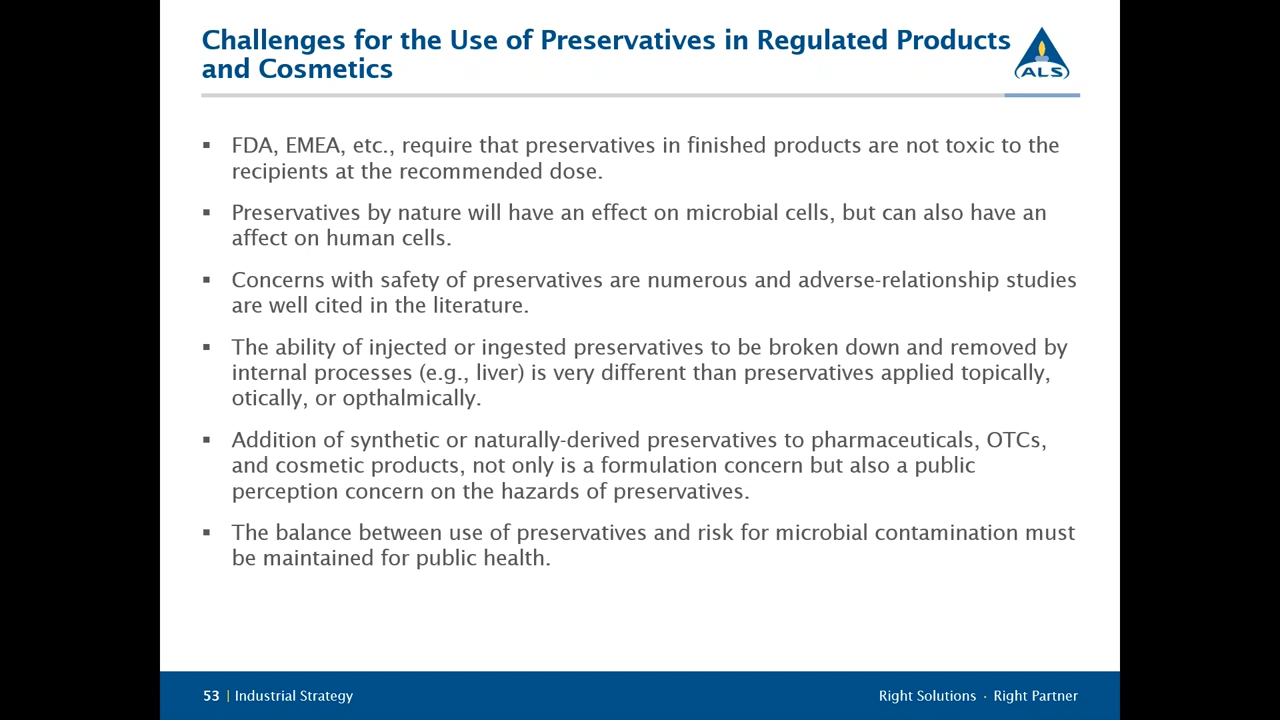 Challenges for the Use of Preservatives in Regulated Products
and Cosmetics
ALS
▪ FDA, EMEA, etc., require that preservatives in finished products are not toxic to the
recipients at the recommended dose.
▪ Preservatives by nature will have an effect on microbial cells, but can also have an
affect on human cells.
▪ Concerns with safety of preservatives are numerous and adverse-relationship studies
are well cited in the literature.
▪ The ability of injected or ingested preservatives to be broken down and removed by
internal processes (e.g., liver) is very different than preservatives applied topically,
otically, or opthalmically.
▪ Addition of synthetic or naturally-derived preservatives to pharmaceuticals, OTCs,
and cosmetic products, not only is a formulation concern but also a public
perception concern on the hazards of preservatives.
▪ The balance between use of preservatives and risk for microbial contamination must
be maintained for public health.
53 | Industrial Strategy
Right Solutions · Right Partner